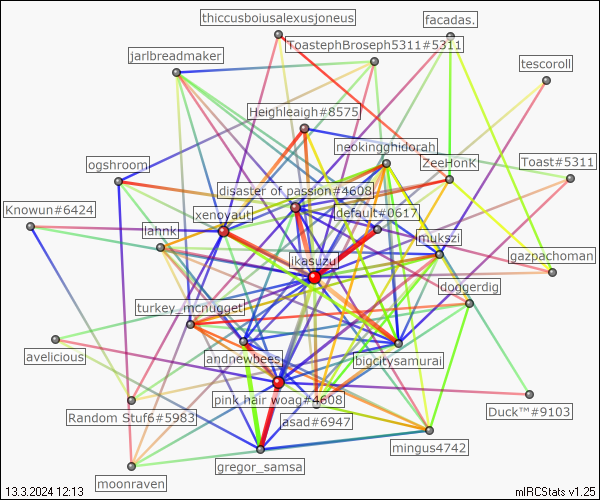 thiccusboiusalexusjoneus
facadas.
ToastephBroseph5311#5311
jarlbreadmaker
tescoroll
Heighleaigh#8575
neokingghidorah
ogshroom
ZeeHonK
Toast#5311
disaster of passion#4608
Knowun#6424
xenoyaut
default#0617
lahnk
mukszi
jkasuzu
gazpachoman
doggerdig
turkey_mcnugget
avelicious
andnewbees
bigcitysamurai
pink hair woag#4608
Random Stuf6#5983
asad#6947
Duck™#9103
mingus4742
gregor_samsa
moonraven
13.3.2024 12:13
mIRCStats v1.25